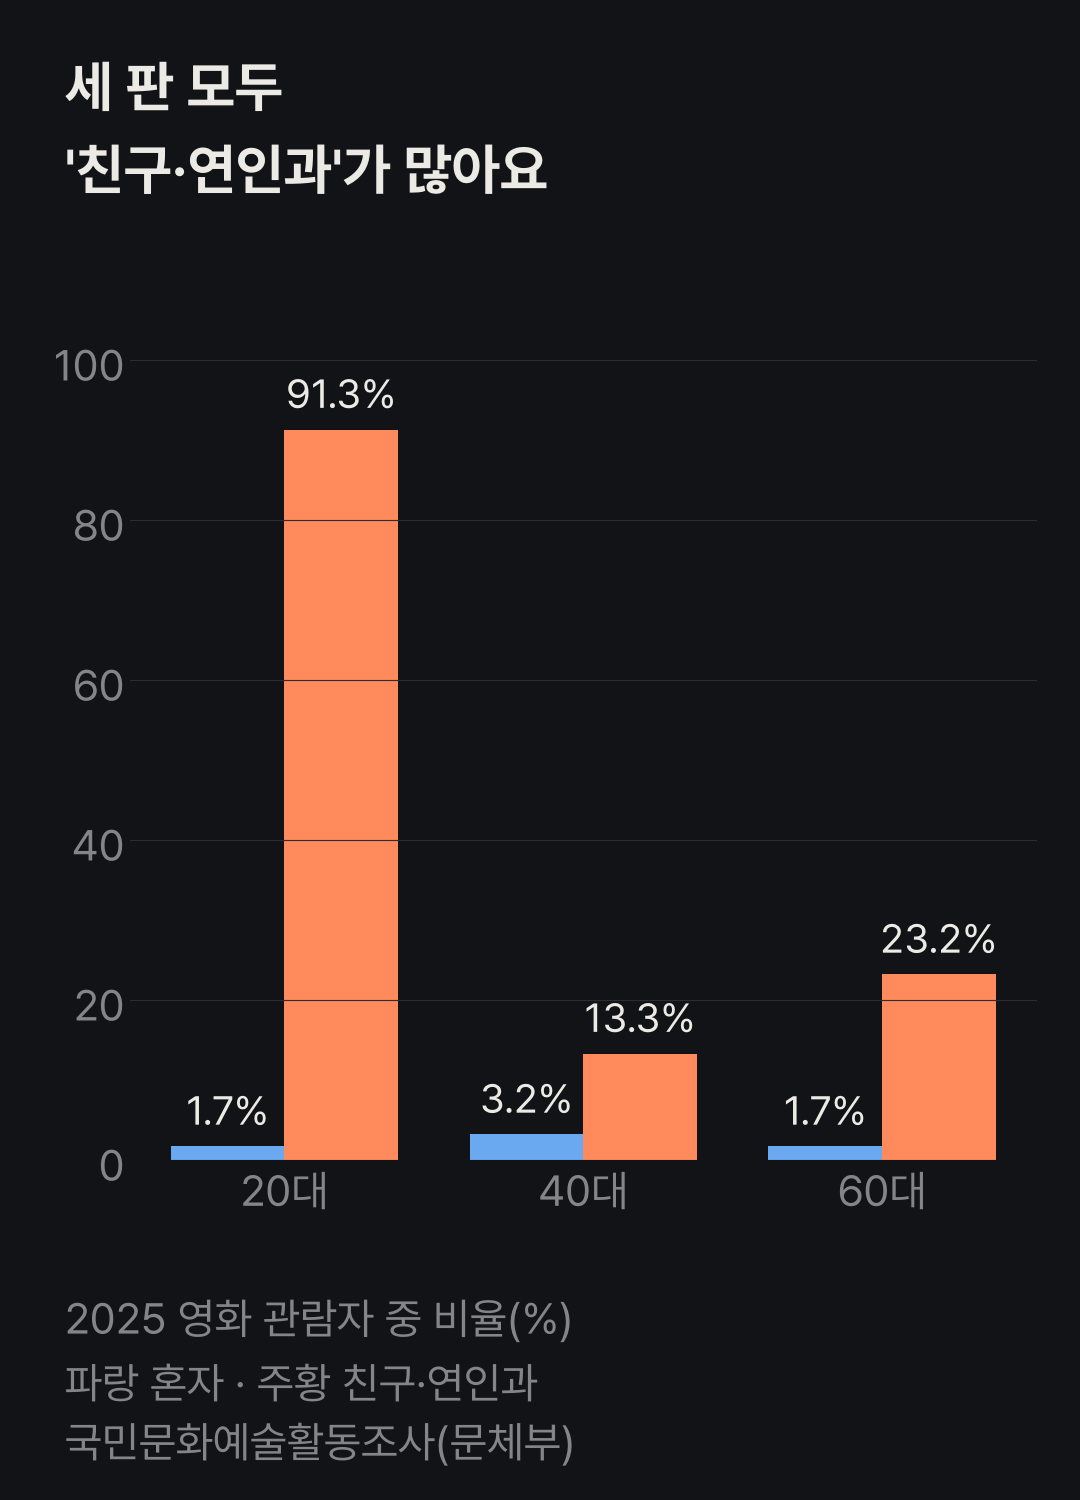 세 판 모두
'친구·연인과'가 많아요
100
91.3%
80
60
40
23.2%
20
13.3%
3.2%
1.7%
1.7%
0
20대
40대
60대
2025 영화 관람자 중 비율(%)
파랑 혼자 · 주황 친구·연인과
국민문화예술활동조사(문체부)